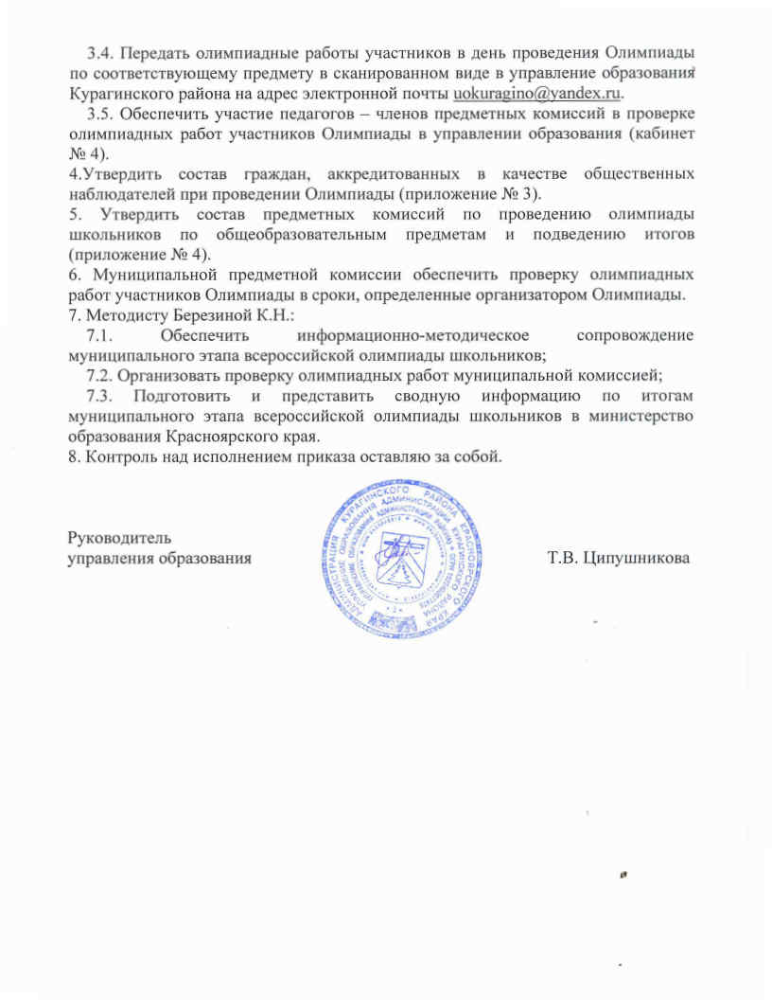 3.4. Передать олимпиадные работы участников в день проведения Олимпиады
по соответствующему предмету в сканированном виде в управление образования
Курагинского района на адрес электронной почты uokuragino@yandex.ru.
3.5. Обеспечить участие педагогов – членов предметных комиссий в проверке
олимпиадных работ участников Олимпиады в управлении образования (кабинет
№ 4).
4.Утвердить состав граждан, аккредитованных в качестве общественных
наблюдателей при проведении Олимпиады (приложение № 3).
5. Утвердить состав предметных комиссий по проведению олимпиады
школьников по общеобразовательным предметам и подведению итогов
(приложение № 4).
6. Муниципальной предметной комиссии обеспечить проверку олимпиадных
работ участников Олимпиады в сроки, определенные организатором Олимпиады.
7. Методисту Березиной К.Н.:
7.1. Обеспечить информационно-методическое сопровождение
муниципального этапа всероссийской олимпиады школьников;
7.2. Организовать проверку олимпиадных работ муниципальной комиссией;
7.3. Подготовить и представить сводную информацию по итогам
муниципального этапа всероссийской олимпиады школьников в министерство
образования Красноярского края.
8. Контроль над исполнением приказа оставляю за собой.
АДМИНИСТРАЦИЯ КУРАГИНСКОГО РАЙОНА КРАСНОЯРСКОГО КРАЯ
УПРАВЛЕНИЕ ОБРАЗОВАНИЯ АДМИНИСТРАЦИИ КУРАГИНСКОГО РАЙОНА
Руководитель
управления образования Т.В. Ципушникова